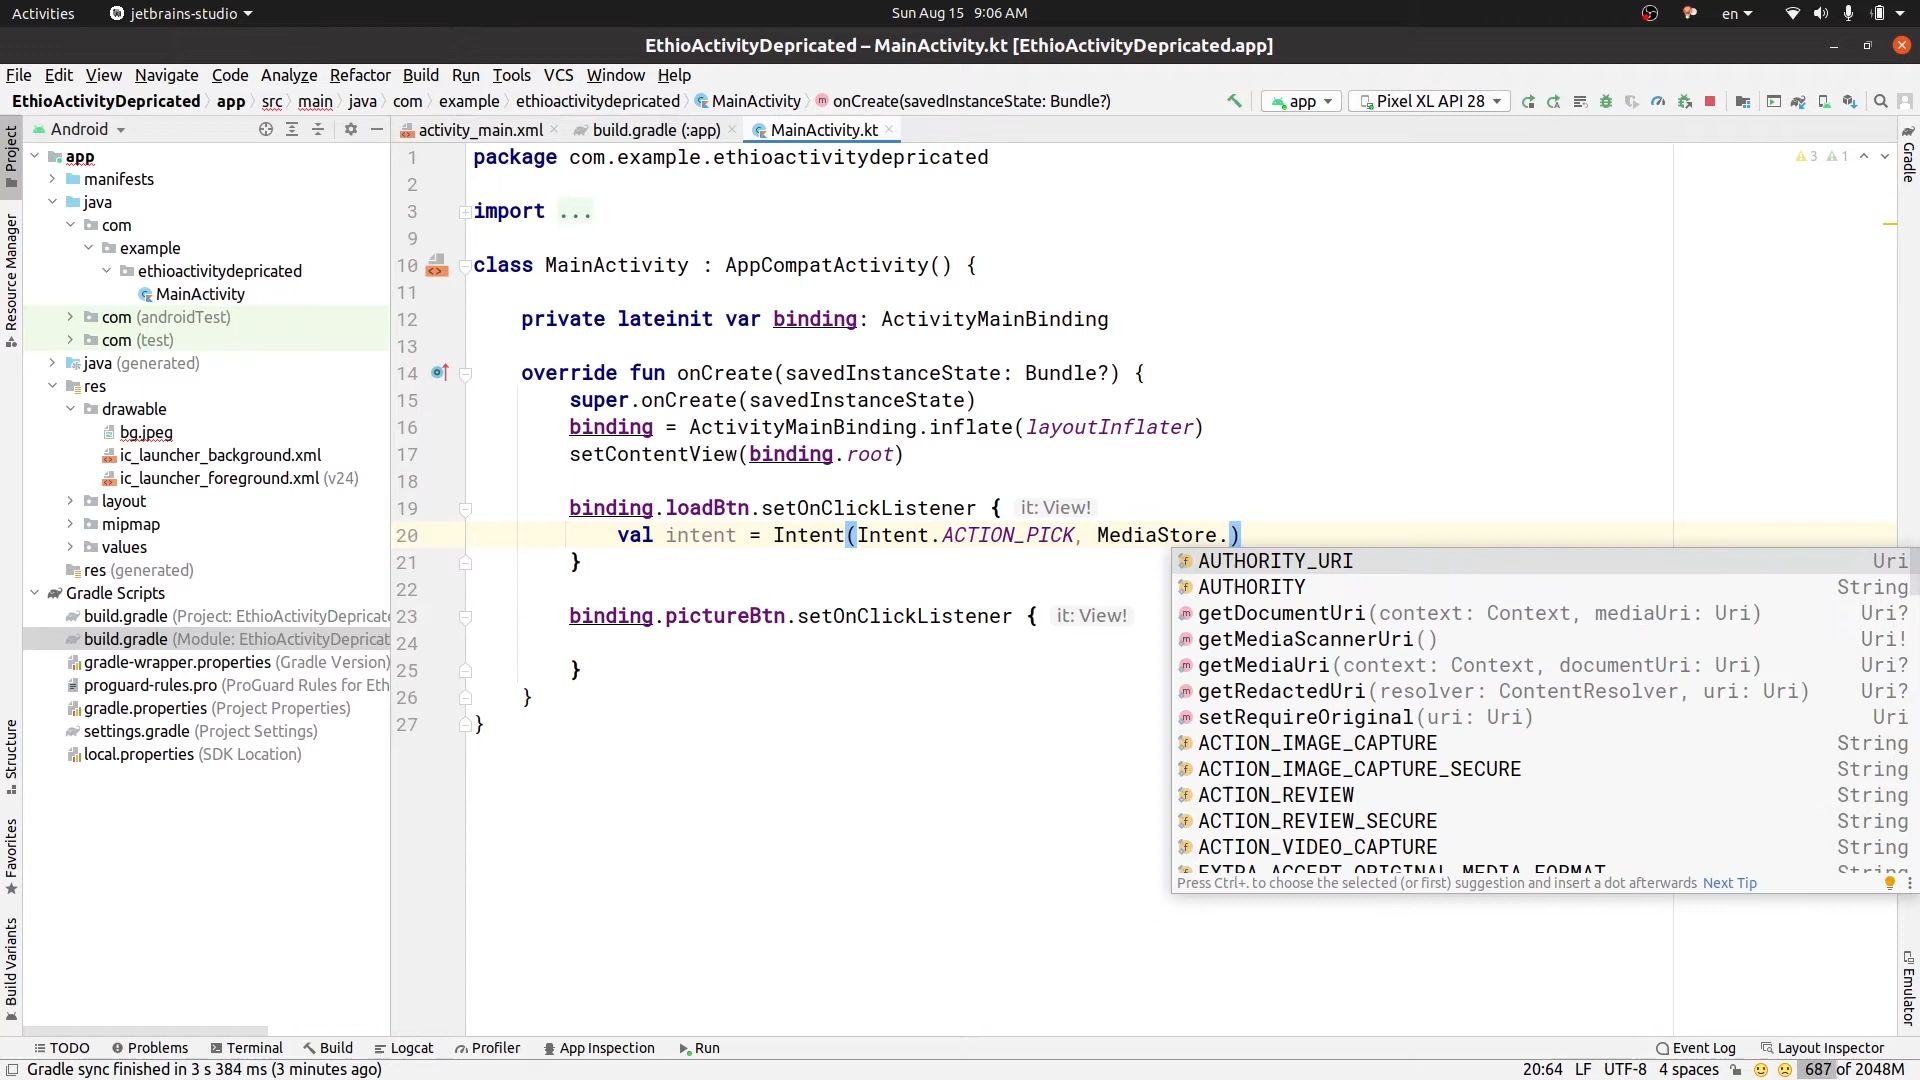 Activities
jetbrains-studio
Sun Aug 15 9:06 AM
en
EthioActivityDepricated – MainActivity.kt [EthioActivityDepricated.app]
File Edit View Navigate Code Analyze Refactor Build Run Tools VCS Window Help
EthioActivityDepricated app src main java com example ethioactivitydepricated MainActivity onCreate(savedInstanceState: Bundle?)
app
Pixel XL API 28
Android
activity_main.xml
build.gradle (:app)
MainActivity.kt
Project
Resource Manager
Structure
Favorites
Build Variants
app
manifests
java
com
example
ethioactivitydepricated
MainActivity
com (androidTest)
com (test)
java (generated)
res
drawable
bg.jpeg
ic_launcher_background.xml
ic_launcher_foreground.xml (v24)
layout
mipmap
values
res (generated)
Gradle Scripts
build.gradle (Project: EthioActivityDepricate
build.gradle (Module: EthioActivityDepricat
gradle-wrapper.properties (Gradle Version)
proguard-rules.pro (ProGuard Rules for Eth
gradle.properties (Project Properties)
settings.gradle (Project Settings)
local.properties (SDK Location)
1 package com.example.ethioactivitydepricated
2
3 import ...
9
10 class MainActivity : AppCompatActivity() {
11
12 private lateinit var binding: ActivityMainBinding
13
14 override fun onCreate(savedInstanceState: Bundle?) {
15 super.onCreate(savedInstanceState)
16 binding = ActivityMainBinding.inflate(layoutInflater)
17 setContentView(binding.root)
18
19 binding.loadBtn.setOnClickListener { it: View!
20 val intent = Intent(Intent.ACTION_PICK, MediaStore.)
21 }
22
23 binding.pictureBtn.setOnClickListener { it: View!
24
25 }
26 }
27 }
3 1
AUTHORITY_URI Uri
AUTHORITY String
getDocumentUri(context: Context, mediaUri: Uri) Uri?
getMediaScannerUri() Uri!
getMediaUri(context: Context, documentUri: Uri) Uri?
getRedactedUri(resolver: ContentResolver, uri: Uri) Uri?
setRequireOriginal(uri: Uri) Uri
ACTION_IMAGE_CAPTURE String
ACTION_IMAGE_CAPTURE_SECURE String
ACTION_REVIEW String
ACTION_REVIEW_SECURE String
ACTION_VIDEO_CAPTURE String
EXTRA_ACCEPT_ORIGINAL_MEDIA_FORMAT String
Press Ctrl+. to choose the selected (or first) suggestion and insert a dot afterwards Next Tip
Gradle
Emulator
TODO Problems Terminal Build Logcat Profiler App Inspection Run
Event Log Layout Inspector
Gradle sync finished in 3 s 384 ms (3 minutes ago)
20:64 LF UTF-8 4 spaces 687 of 2048M